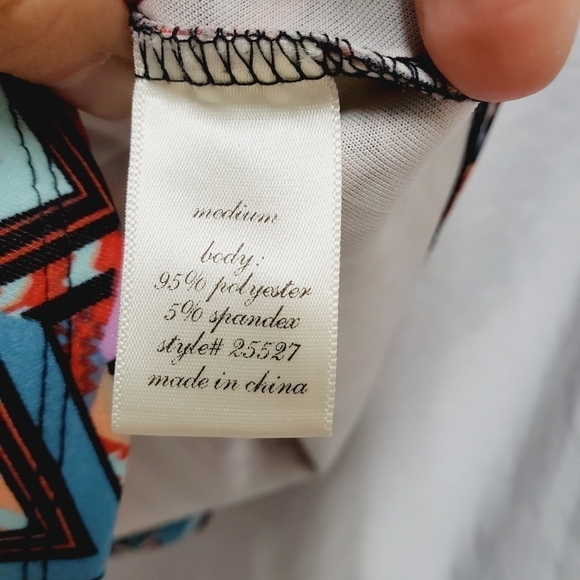 medium
body:
95% polyester
5% spandex
style# 25527
made in china